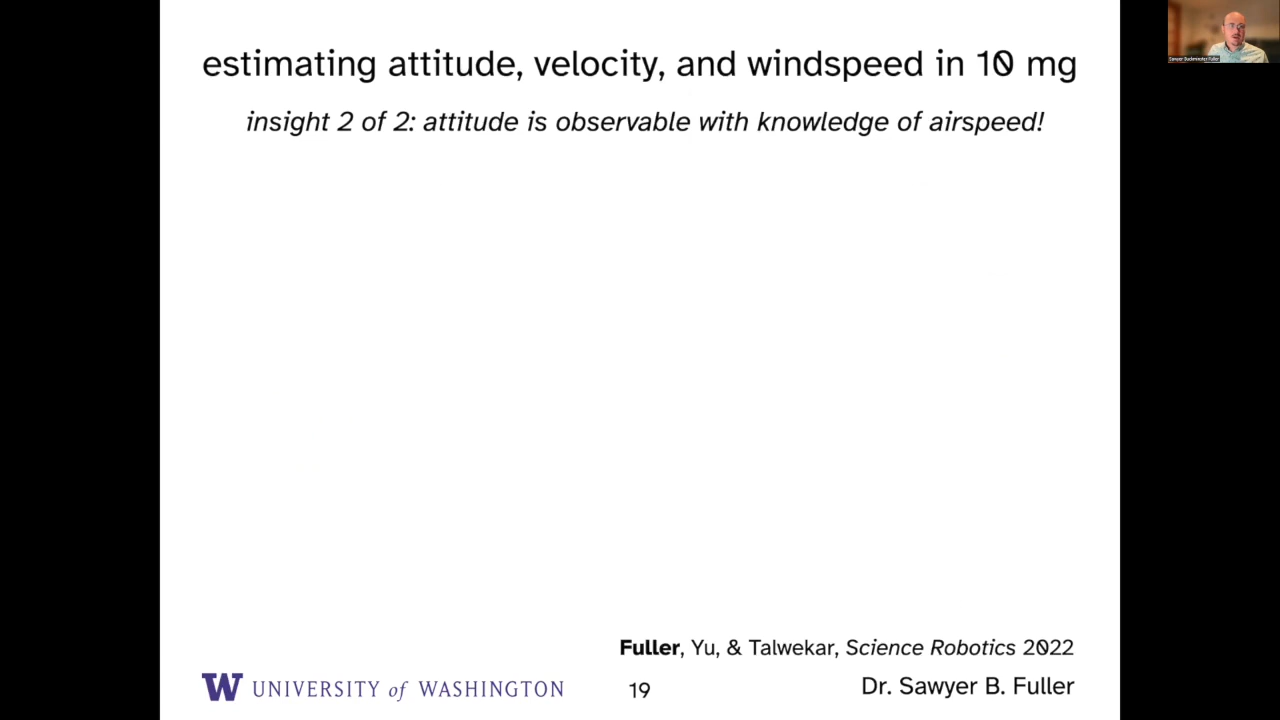 estimating attitude, velocity, and windspeed in 10 mg
insight 2 of 2: attitude is observable with knowledge of airspeed!
Fuller, Yu, & Talwekar, Science Robotics 2022
W UNIVERSITY of WASHINGTON
19
Dr. Sawyer B. Fuller